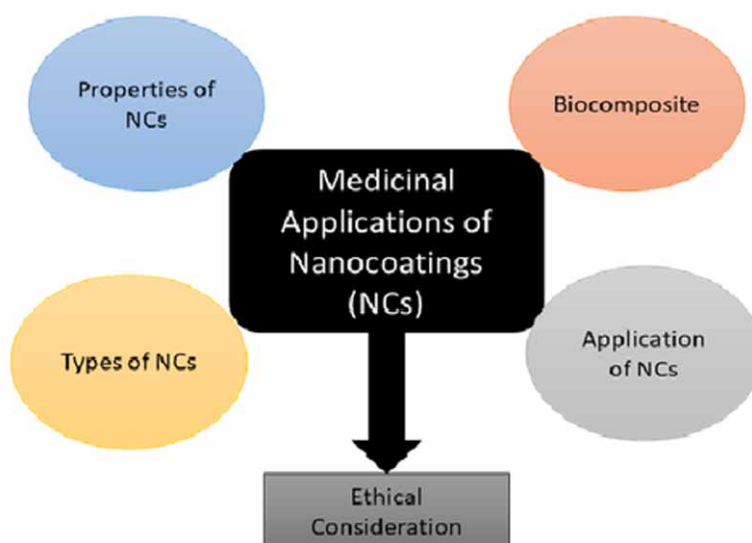 Properties of
NCs
Biocomposite
Medicinal
Applications of
Nanocoatings
(NCs)
Types of NCs
Application
of NCs
Ethical
Consideration